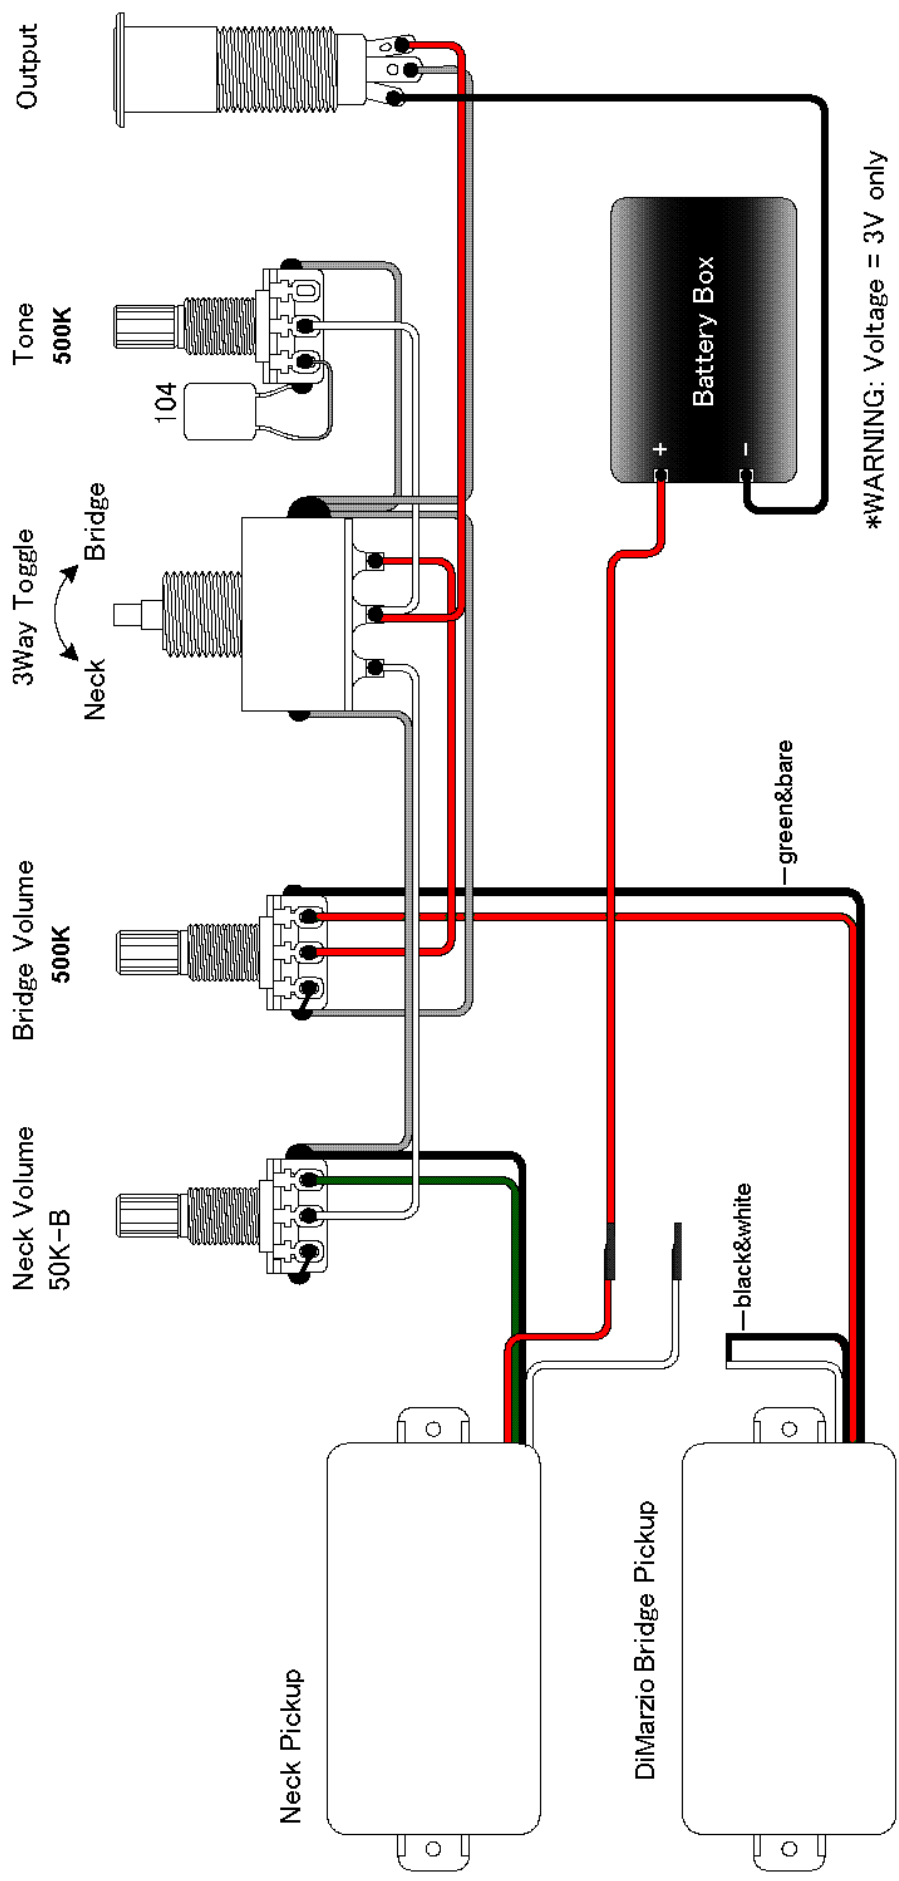 Neck Volume
50K-B
Bridge Volume
500K
3Way Toggle
Neck
Bridge
Tone
500K
104
Output
Neck Pickup
DiMarzio Bridge Pickup
—black&white
—green&bare
Battery Box
+
-
*WARNING: Voltage = 3V only